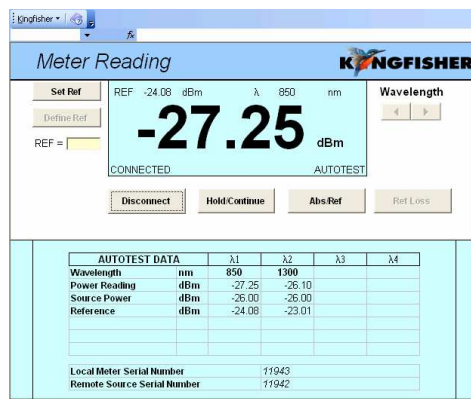 Kingfisher
fx
Meter Reading
KINGFISHER
Set Ref
REF -24.08 dBm λ 850 nm
Wavelength
Define Ref
-27.25 dBm
REF =
CONNECTED AUTOTEST
Disconnect Hold/Continue Abs/Ref Ret Loss
AUTOTEST DATA λ1 λ2 λ3 λ4
Wavelength nm 850 1300
Power Reading dBm -27.25 -26.10
Source Power dBm -26.00 -26.00
Reference dBm -24.08 -23.01
Local Meter Serial Number 11943
Remote Source Serial Number 11942